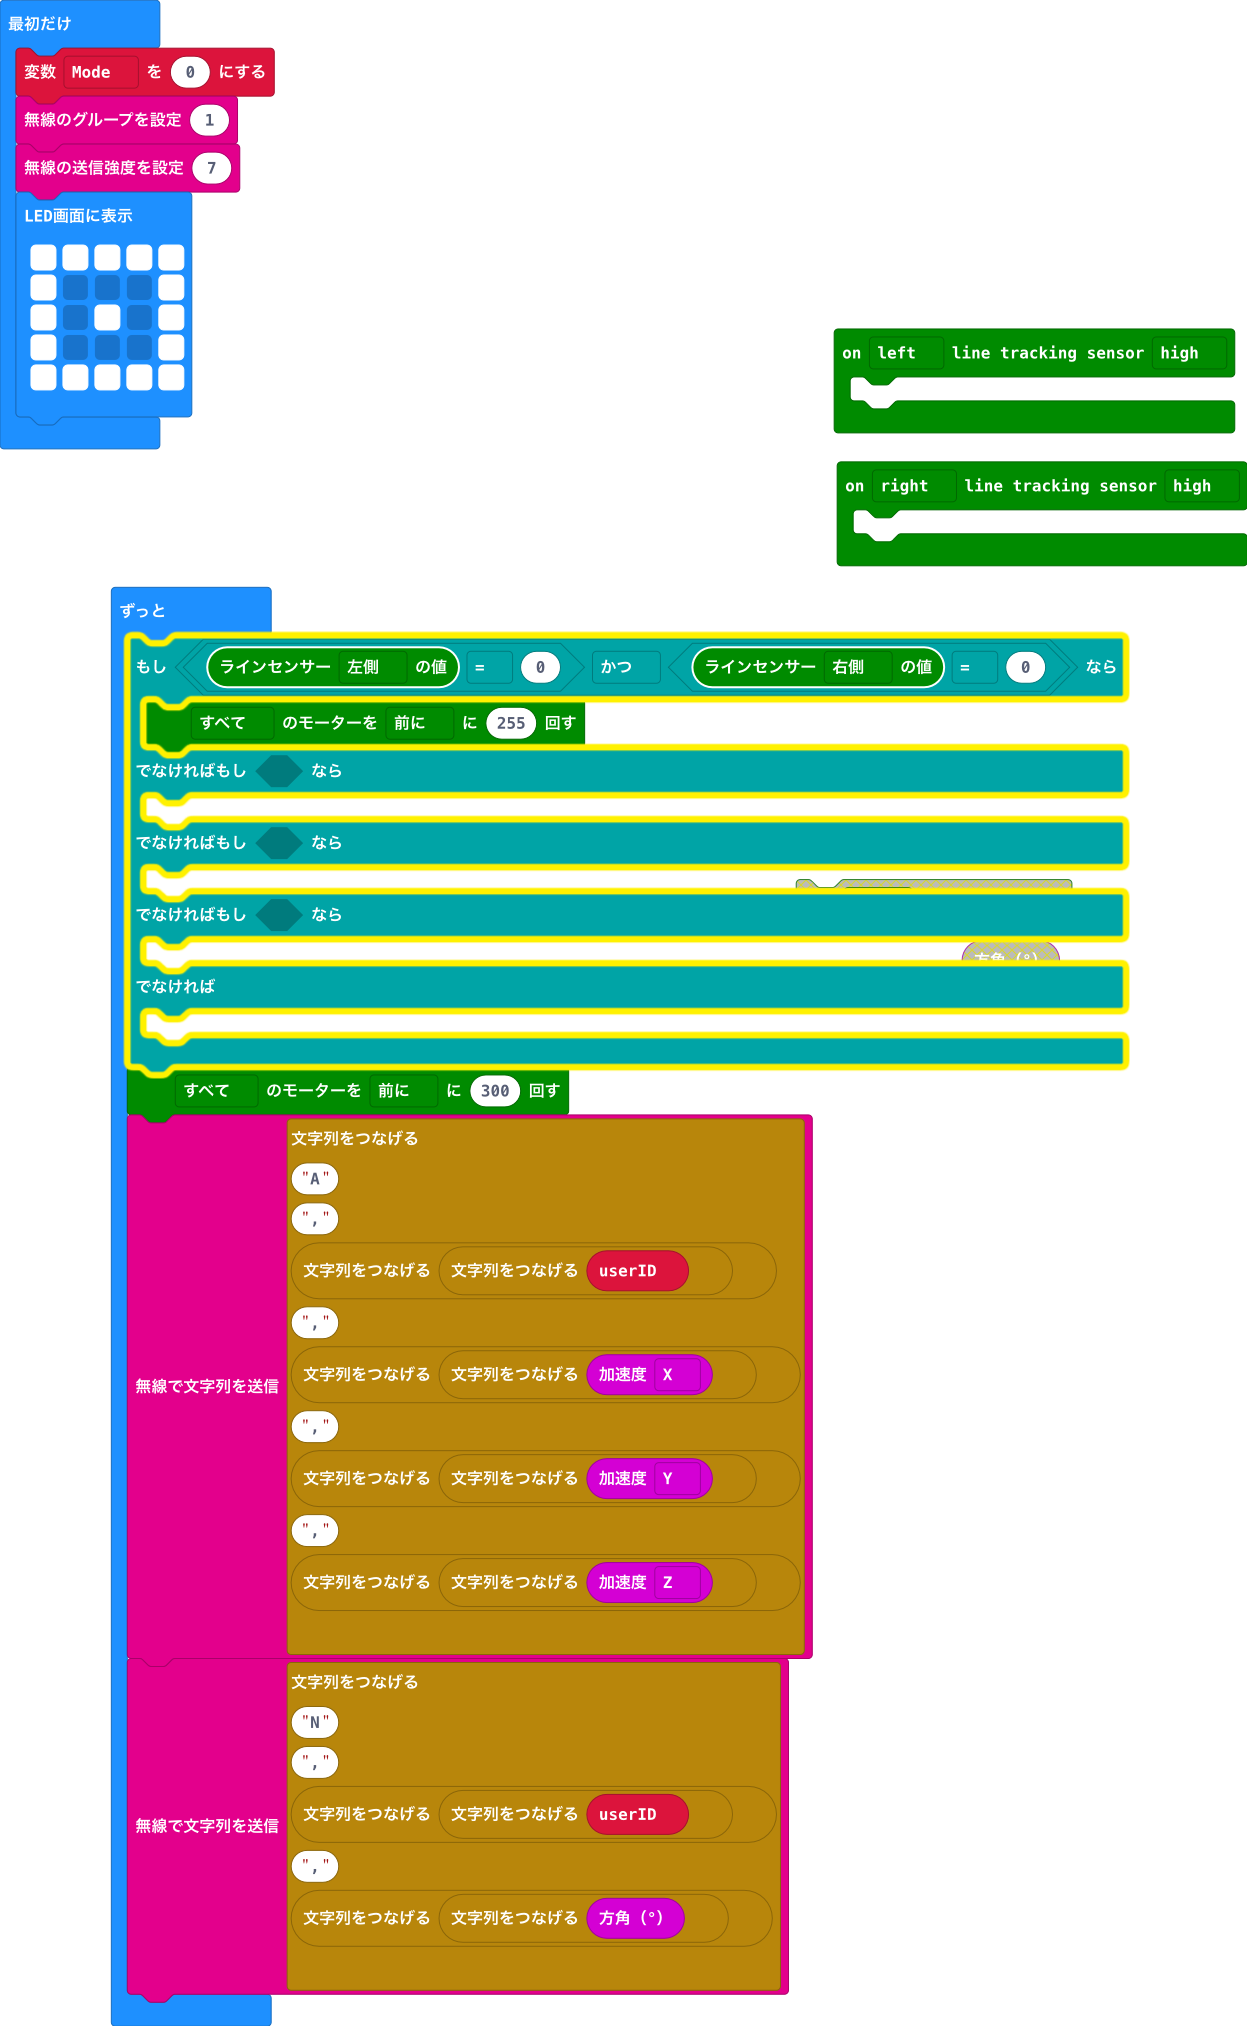 最初だけ
変数 Mode を 0 にする
無線のグループを設定 1
無線の送信強度を設定 7
LED画面に表示
on left line tracking sensor high
on right line tracking sensor high
ずっと
もし ラインセンサー 左側 の値 = 0 かつ ラインセンサー 右側 の値 = 0 なら
すべて のモーターを 前に に 255 回す
でなければもし なら
でなければもし なら
でなければもし なら
方角 (°)
でなければ
すべて のモーターを 前に に 300 回す
文字列をつなげる
"A"
","
文字列をつなげる 文字列をつなげる userID
","
文字列をつなげる 文字列をつなげる 加速度 X
無線で文字列を送信
","
文字列をつなげる 文字列をつなげる 加速度 Y
","
文字列をつなげる 文字列をつなげる 加速度 Z
文字列をつなげる
"N"
","
文字列をつなげる 文字列をつなげる userID
無線で文字列を送信
","
文字列をつなげる 文字列をつなげる 方角 (°)